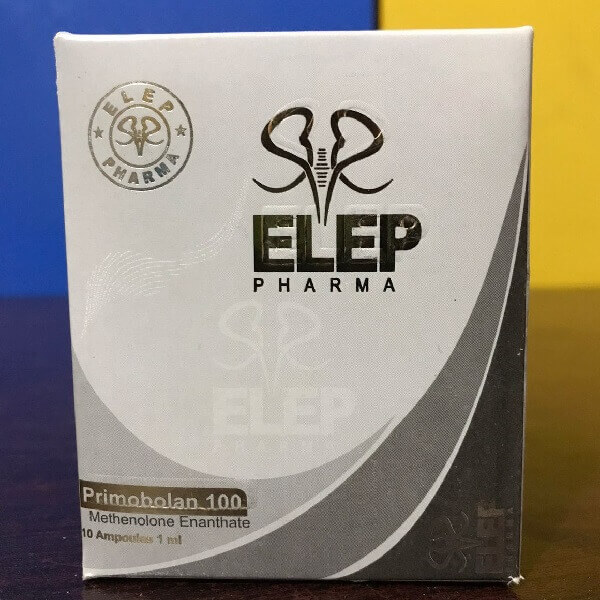 ELEP
PHARMA
ELEP
PHARMA
ELEP
Primobolan 100
Methenolone Enanthate
10 Ampoules 1 ml
ELEP